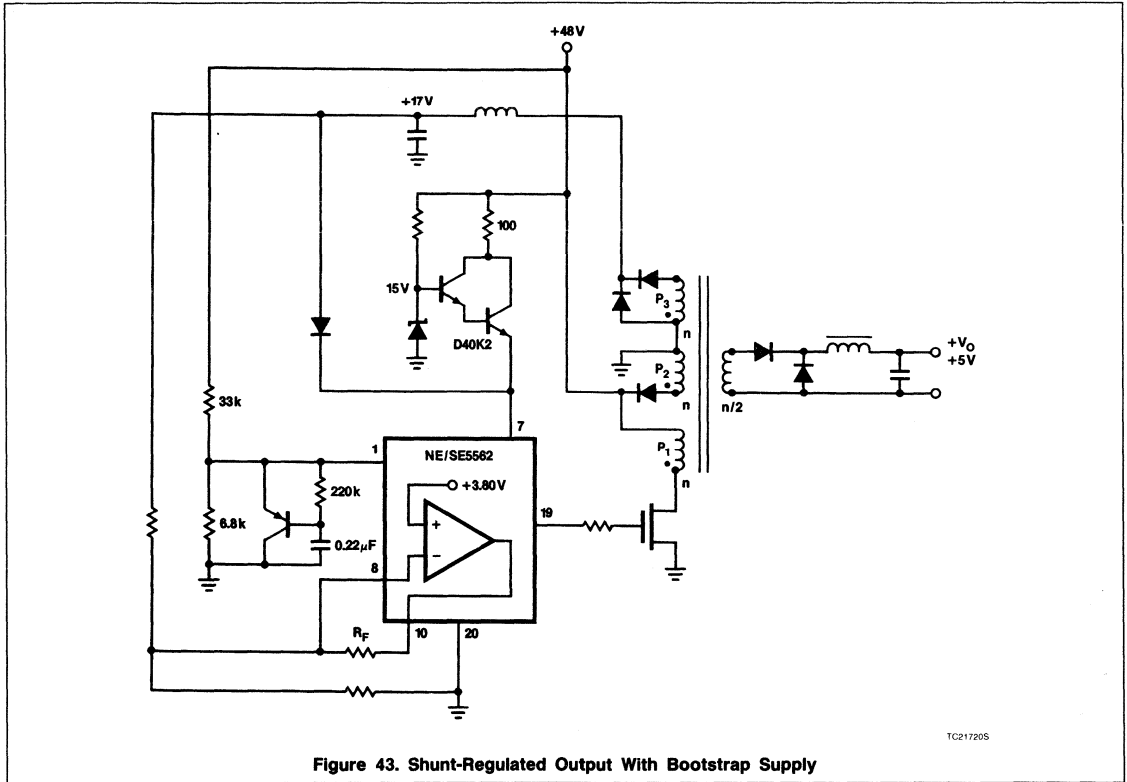 +48V
+17V
100
15V
D40K2
P3
n
P2
n
P1
n
n/2
+VO
+5V
33k
7
1
NE/SE5562
+3.80V
220k
+
19
6.8k
−
0.22µF
8
RF
10
20
TC21720S
Figure 43. Shunt-Regulated Output With Bootstrap Supply